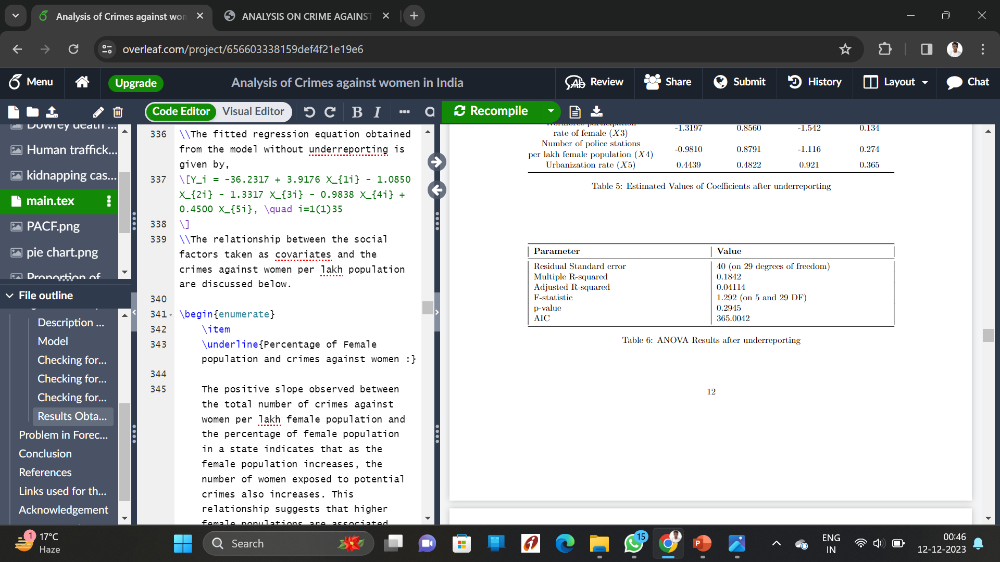 Analysis of Crimes against won
ANALYSIS ON CRIME AGAINST
overleaf.com/project/656603338159def4f21e19e6
Menu
Upgrade
Analysis of Crimes against women in India
Review
Share
Submit
History
Layout
Chat
Code Editor
Visual Editor
B I
Recompile
Dowrey death ...
Human traffick...
kidnapping cas...
main.tex
PACF.png
pie chart.png
Proportion of
File outline
Description ...
Model
Checking for...
Checking for...
Checking for...
Results Obta...
Problem in Forec...
Conclusion
References
Links used for th...
Acknowledgement
336 \\The fitted regression equation obtained
from the model without underreporting is
given by,
337 \[Y_i = -36.2317 + 3.9176 X_{1i} - 1.0850
X_{2i} - 1.3317 X_{3i} - 0.9838 X_{4i} +
0.4500 X_{5i}, \quad i=1(1)35
338 \]
339 \\The relationship between the social
factors taken as covariates and the
crimes against women per lakh population
are discussed below.
340
341 \begin{enumerate}
342 \item
343 \underline{Percentage of Female
population and crimes against women :}
344
345 The positive slope observed between
the total number of crimes against
women per lakh female population and
the percentage of female population
in a state indicates that as the
female population increases, the
number of women exposed to potential
crimes also increases. This
relationship suggests that higher
female populations are associated
Workforce participation
rate of female (X3) -1.3197 0.8560 -1.542 0.134
Number of police stations
per lakh female population (X4) -0.9810 0.8791 -1.116 0.274
Urbanization rate (X5) 0.4439 0.4822 0.921 0.365
Table 5: Estimated Values of Coefficients after underreporting
Parameter Value
Residual Standard error 40 (on 29 degrees of freedom)
Multiple R-squared 0.1842
Adjusted R-squared 0.04114
F-statistic 1.292 (on 5 and 29 DF)
p-value 0.2945
AIC 365.0042
Table 6: ANOVA Results after underreporting
12
1
17°C
Haze
Search
15
ENG
IN
00:46
12-12-2023